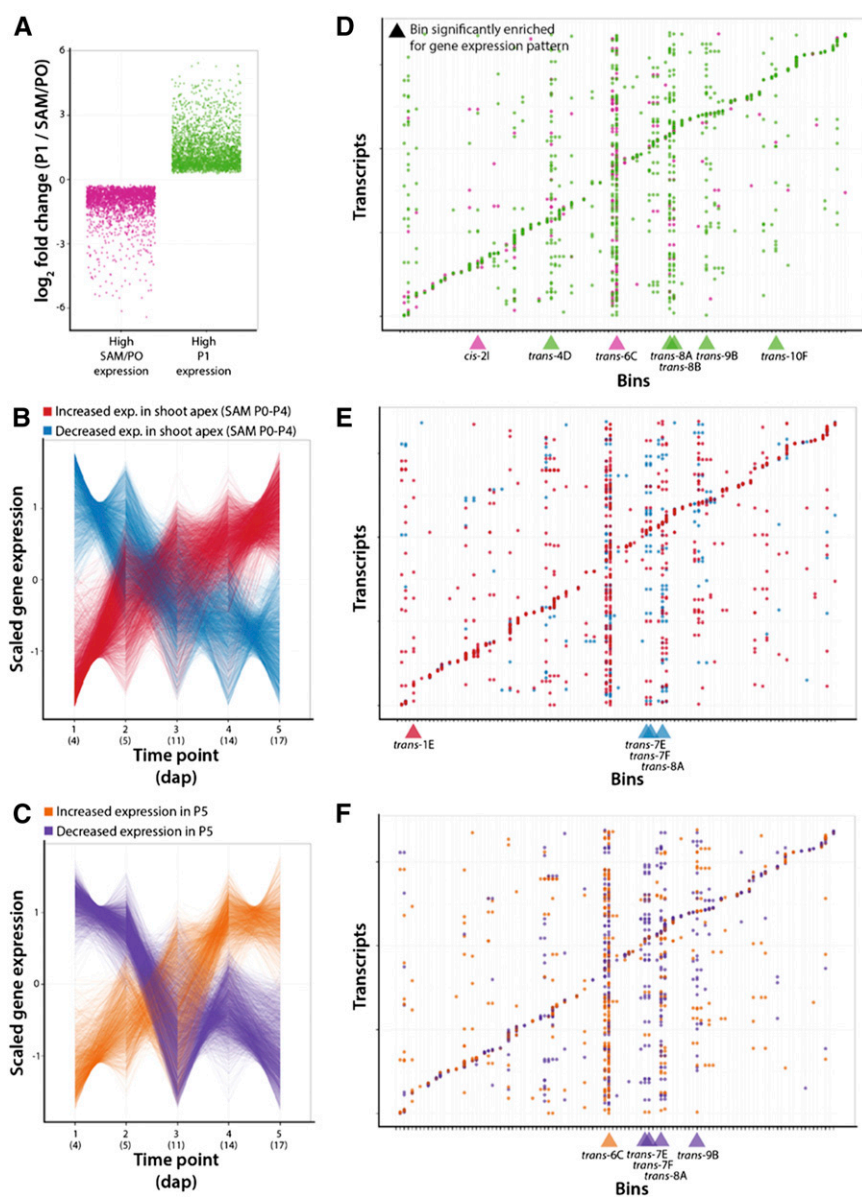 A
log2 fold change (P1 / SAM/PO)
6
3
0
-3
-6
High
SAM/PO
expression
High
P1
expression
D
Bin significantly enriched
for gene expression pattern
Transcripts
cis-2I
trans-4D
trans-6C
trans-8A
trans-8B
trans-9B
trans-10F
Bins
B
Increased exp. in shoot apex (SAM P0-P4)
Decreased exp. in shoot apex (SAM P0-P4)
Scaled gene expression
1
0
-1
1
(4)
2
(5)
3
(11)
4
(14)
5
(17)
Time point
(dap)
E
Transcripts
trans-1E
trans-7E
trans-7F
trans-8A
Bins
C
Increased expression in P5
Decreased expression in P5
Scaled gene expression
1
0
-1
1
(4)
2
(5)
3
(11)
4
(14)
5
(17)
Time point
(dap)
F
Transcripts
trans-6C
trans-7E
trans-7F
trans-8A
trans-9B
Bins